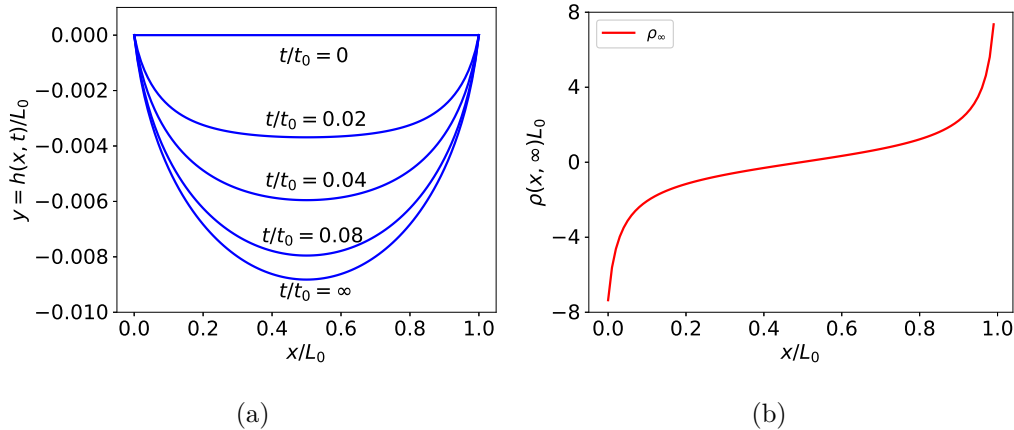 0.000
−0.002
−0.004
−0.006
−0.008
−0.010
y = h(x, t)/L₀
t/t₀ = 0
t/t₀ = 0.02
t/t₀ = 0.04
t/t₀ = 0.08
t/t₀ = ∞
0.0 0.2 0.4 0.6 0.8 1.0
x/L₀
(a)
8
4
0
−4
−8
ρ(x, ∞)L₀
ρ∞
0.0 0.2 0.4 0.6 0.8 1.0
x/L₀
(b)